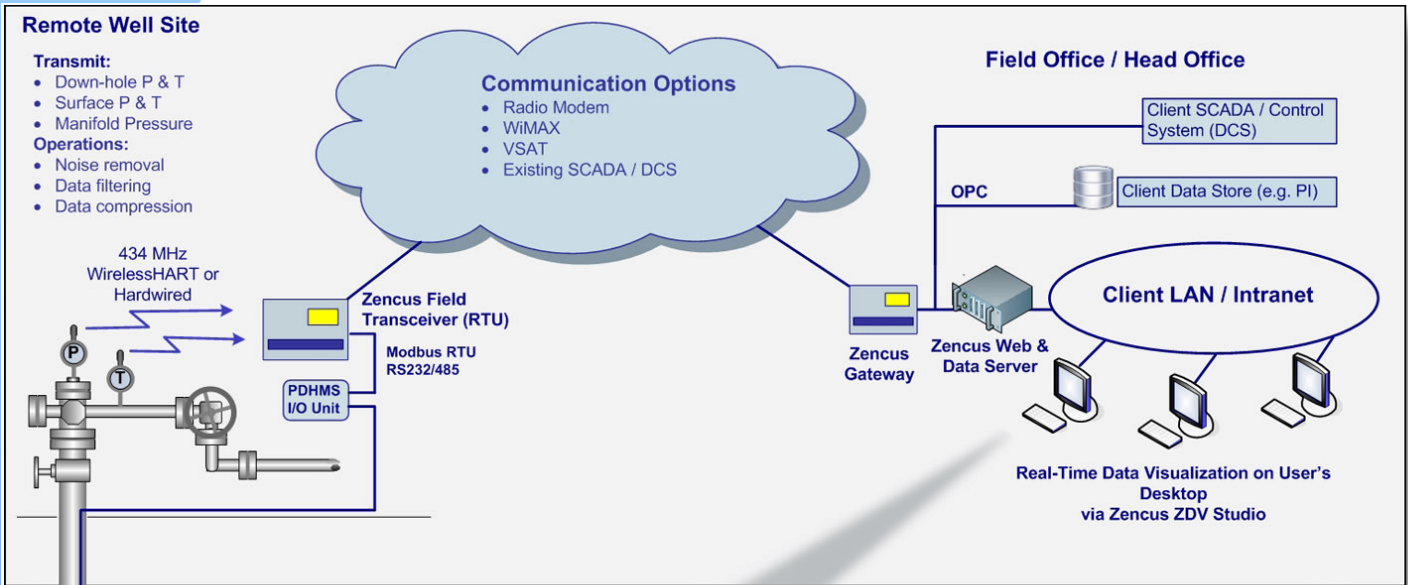 Remote Well Site
Transmit:
• Down-hole P & T
• Surface P & T
• Manifold Pressure
Operations:
• Noise removal
• Data filtering
• Data compression
434 MHz
WirelessHART or
Hardwired
P
T
Zencus Field
Transceiver (RTU)
Modbus RTU
RS232/485
PDHMS
I/O Unit
Communication Options
• Radio Modem
• WiMAX
• VSAT
• Existing SCADA / DCS
Field Office / Head Office
Client SCADA / Control
System (DCS)
OPC
Client Data Store (e.g. PI)
Client LAN / Intranet
Zencus
Gateway
Zencus Web &
Data Server
Real-Time Data Visualization on User's
Desktop
via Zencus ZDV Studio